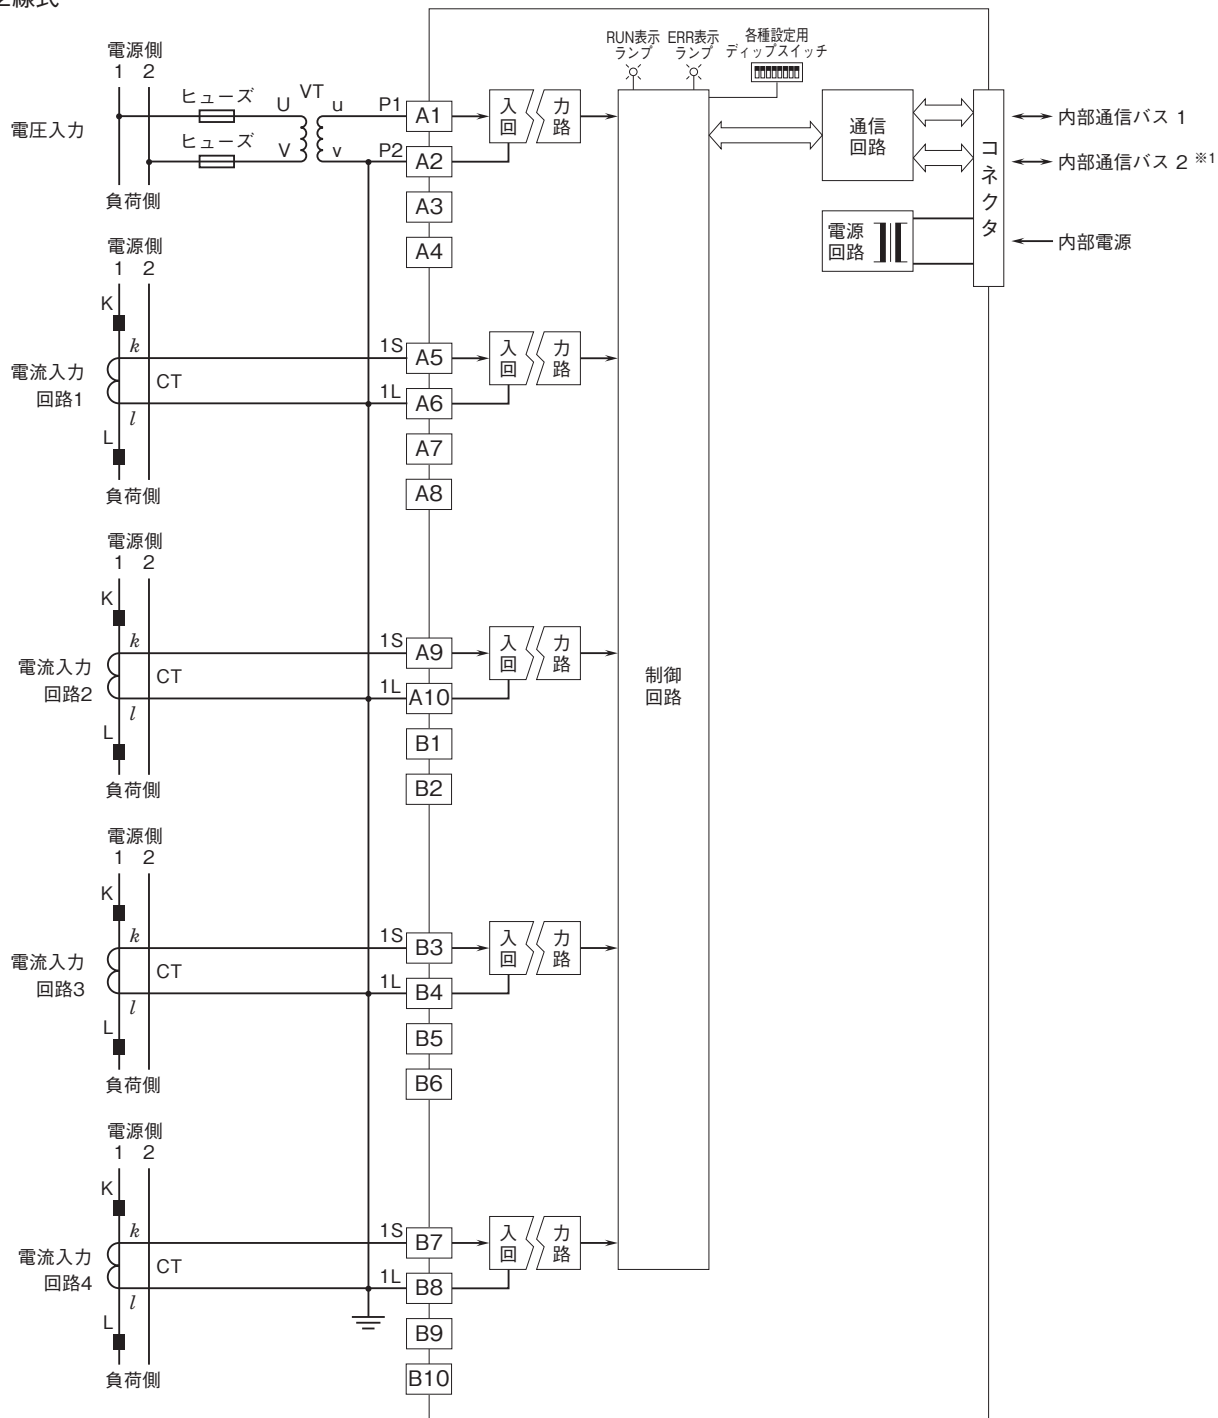 電源側
1 2
電圧入力
ヒューズ
ヒューズ
U VT u
V v
P1
P2
負荷側
A1
A2
A3
A4
入力
回路
RUN表示
ランプ
ERR表示
ランプ
各種設定用
ディップスイッチ
通信
回路
電源
回路
コネクタ
内部通信バス 1
内部通信バス 2 ※1
内部電源
制御
回路
電源側
1 2
K
k
電流入力
回路1
CT
l
L
負荷側
1S
1L
A5
A6
A7
A8
入力
回路
電源側
1 2
K
k
電流入力
回路2
CT
l
L
負荷側
1S
1L
A9
A10
B1
B2
入力
回路
電源側
1 2
K
k
電流入力
回路3
CT
l
L
負荷側
1S
1L
B3
B4
B5
B6
入力
回路
電源側
1 2
K
k
電流入力
回路4
CT
l
L
負荷側
1S
1L
B7
B8
B9
B10
入力
回路